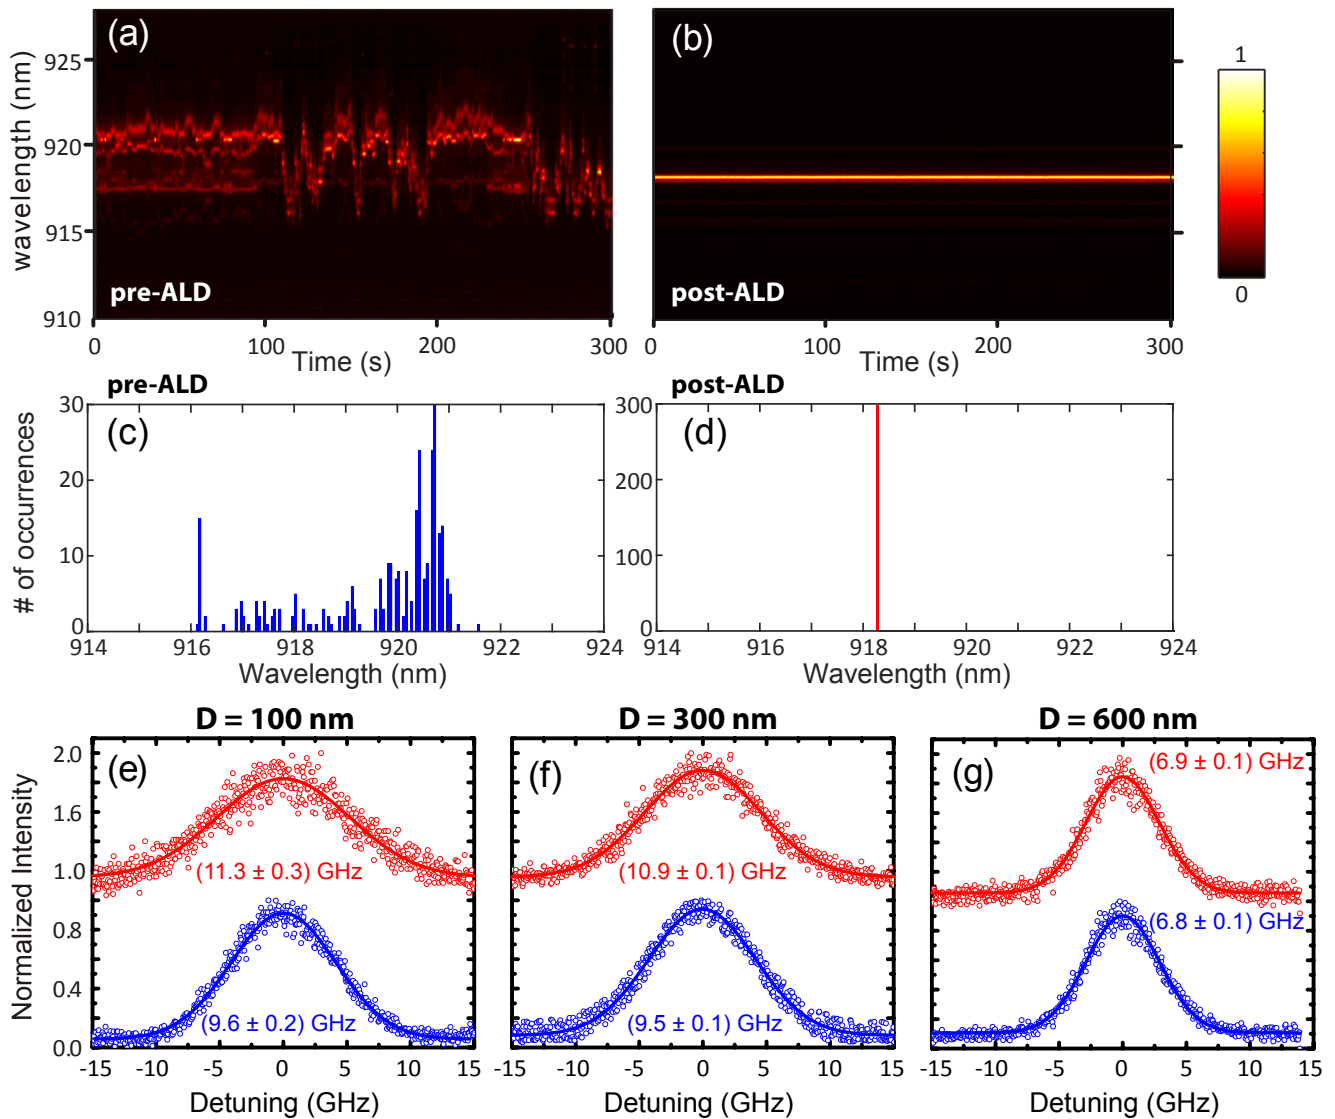 (a)
(b)
wavelength (nm)
925
920
915
910
pre-ALD
post-ALD
1
0
0 100 200 300
Time (s)
0 100 200 300
Time (s)
pre-ALD
post-ALD
(c)
(d)
# of occurrences
30
20
10
0
300
200
100
0
914 916 918 920 922 924
Wavelength (nm)
914 916 918 920 922 924
Wavelength (nm)
D = 100 nm
D = 300 nm
D = 600 nm
(e)
(f)
(g)
Normalized Intensity
2.0
1.6
1.0
0.8
0.4
0.0
(11.3 ± 0.3) GHz
(9.6 ± 0.2) GHz
(10.9 ± 0.1) GHz
(9.5 ± 0.1) GHz
(6.9 ± 0.1) GHz
(6.8 ± 0.1) GHz
-15 -10 -5 0 5 10 15
Detuning (GHz)
-15 -10 -5 0 5 10 15
Detuning (GHz)
-15 -10 -5 0 5 10 15
Detuning (GHz)